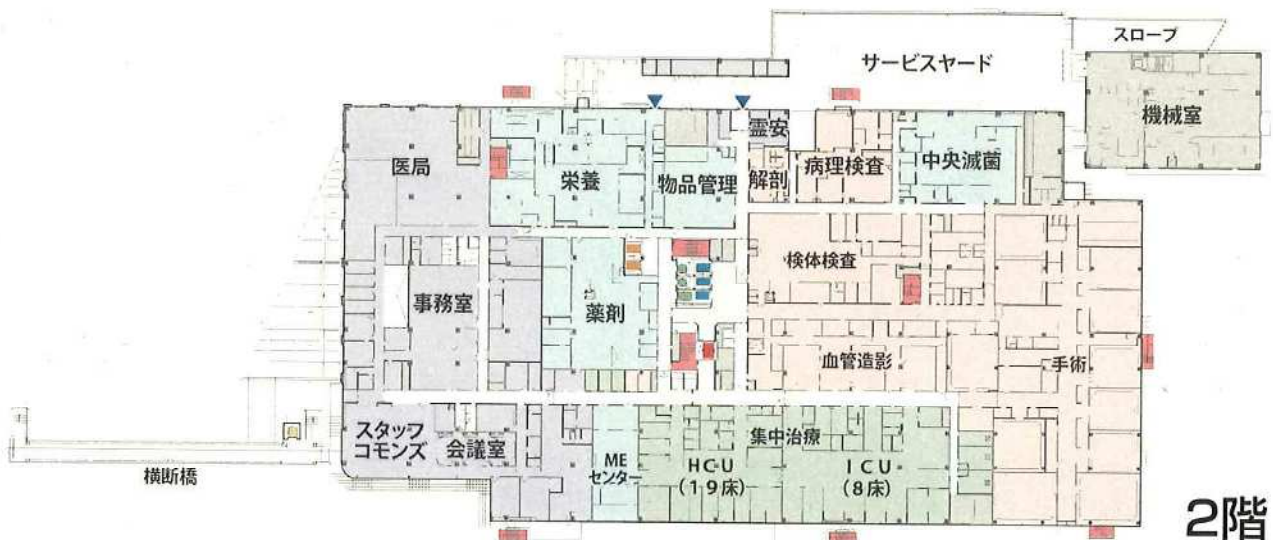 スロープ
サービスヤード
機械室
霊安
医局
栄養
物品管理
解剖
病理検査
中央滅菌
検体検査
事務室
薬剤
血管造影
手術
スタッフ
コモンズ
会議室
集中治療
ME
センター
HCU
(19床)
ICU
(8床)
横断橋
2階